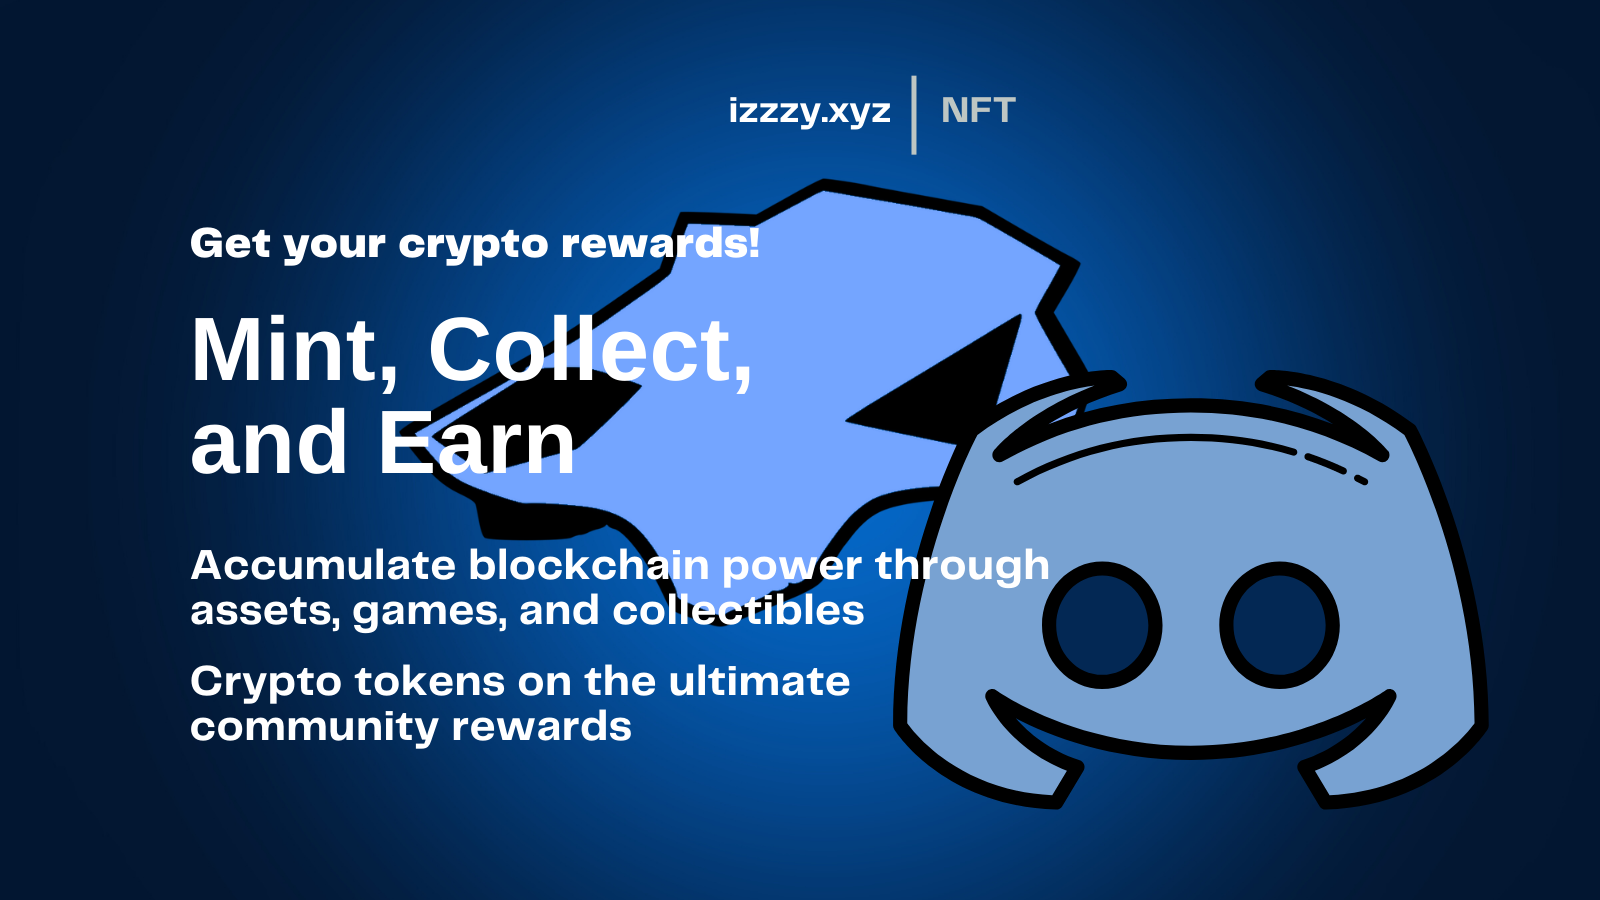 izzzy.xyz | NFT
Get your crypto rewards!
Mint, Collect,
and Earn
Accumulate blockchain power through
assets, games, and collectibles
Crypto tokens on the ultimate
community rewards